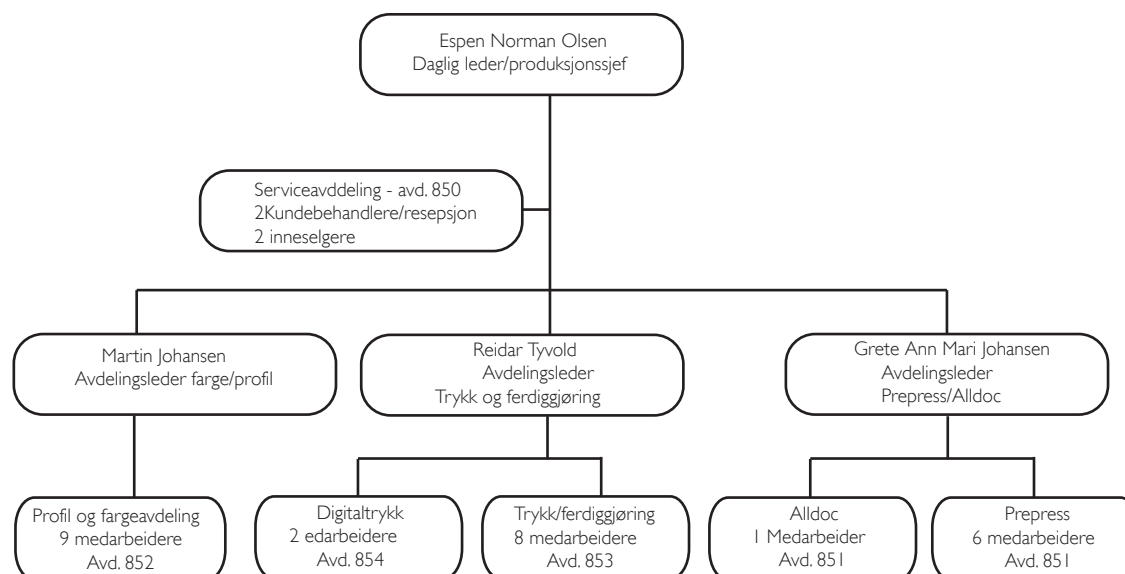 Espen Norman Olsen
Daglig leder/produksjonssjef
Serviceavddeling - avd. 850
2Kundebehandlere/resepsjon
2 inneselgere
Martin Johansen
Avdelingsleder farge/profil
Reidar Tyvold
Avdelingsleder
Trykk og ferdiggjøring
Grete Ann Mari Johansen
Avdelingsleder
Prepress/Alldoc
Profil og fargeavdeling
9 medarbeidere
Avd. 852
Digitaltrykk
2 edarbeidere
Avd. 854
Trykk/ferdiggjøring
8 medarbeidere
Avd. 853
Alldoc
1 Medarbeider
Avd. 851
Prepress
6 medarbeidere
Avd. 851